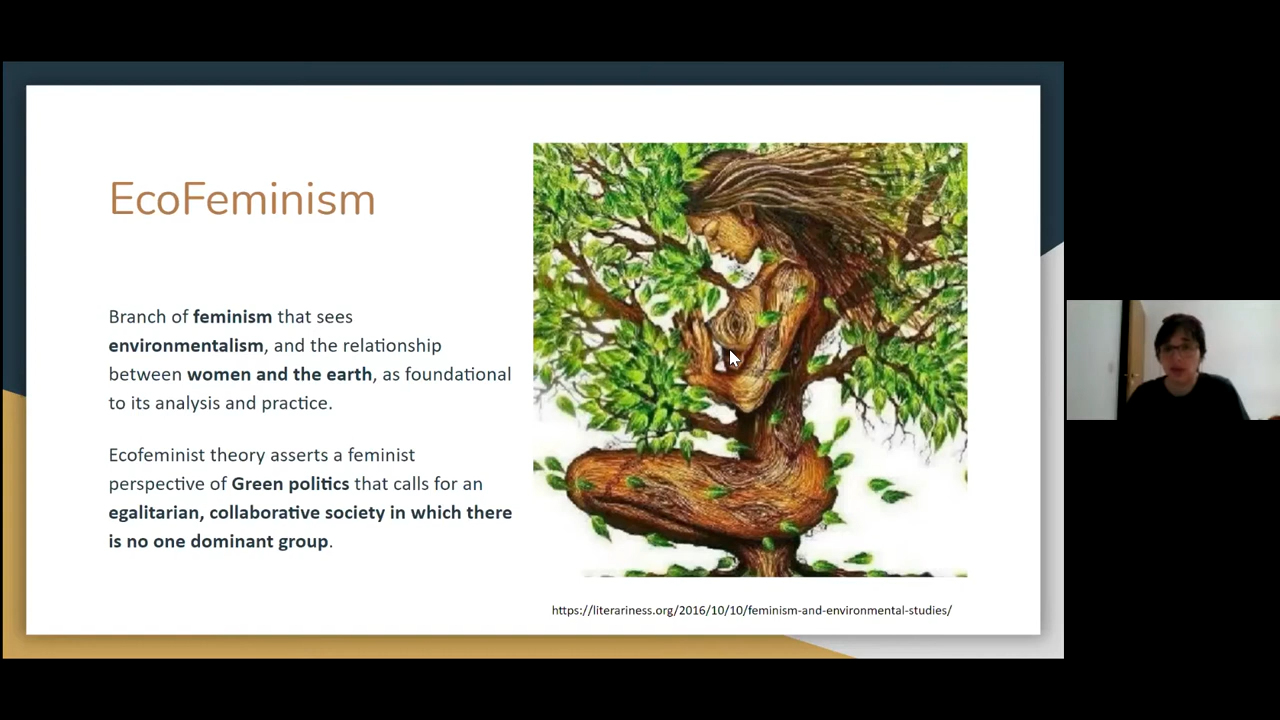 EcoFeminism
Branch of feminism that sees
environmentalism, and the relationship
between women and the earth, as foundational
to its analysis and practice.
Ecofeminist theory asserts a feminist
perspective of Green politics that calls for an
egalitarian, collaborative society in which there
is no one dominant group.
https://literariness.org/2016/10/10/feminism-and-environmental-studies/